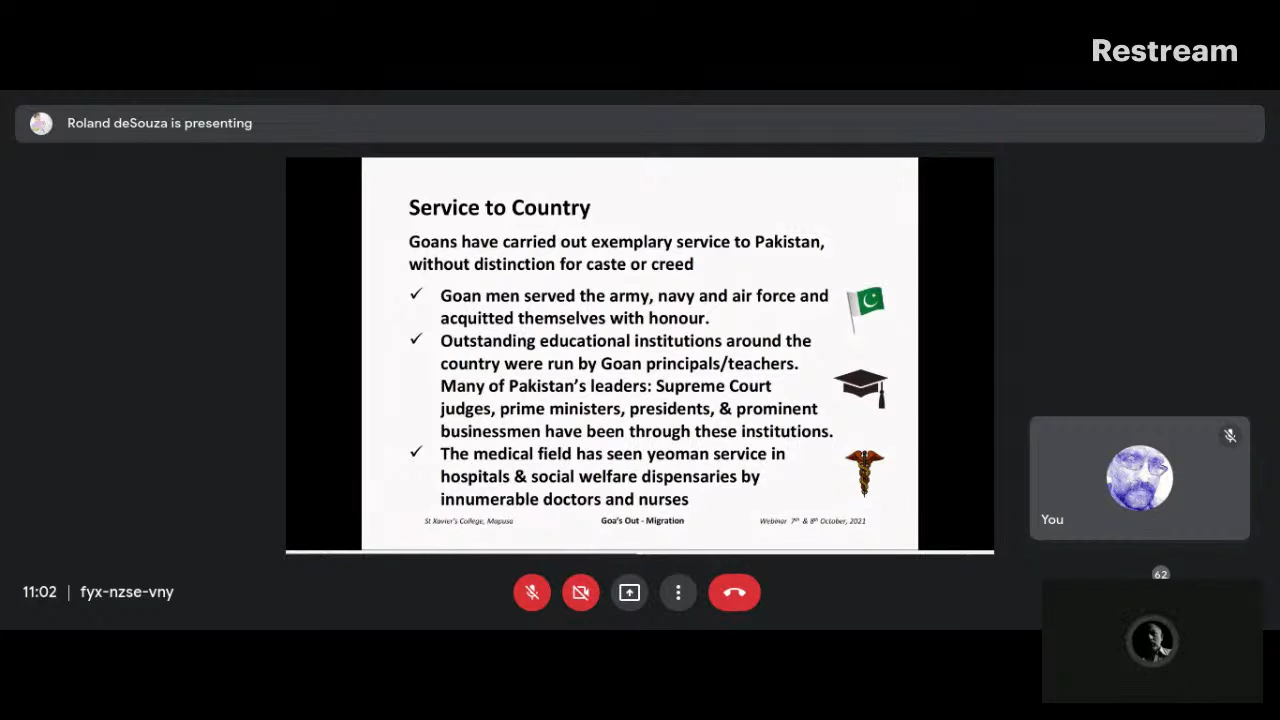 Restream
Roland deSouza is presenting
Service to Country
Goans have carried out exemplary service to Pakistan,
without distinction for caste or creed
✓ Goan men served the army, navy and air force and
acquitted themselves with honour.
✓ Outstanding educational institutions around the
country were run by Goan principals/teachers.
Many of Pakistan's leaders: Supreme Court
judges, prime ministers, presidents, & prominent
businessmen have been through these institutions.
✓ The medical field has seen yeoman service in
hospitals & social welfare dispensaries by
innumerable doctors and nurses
St Xavier's College, Mapusa Goa's Out - Migration Webinar 7th & 8th October, 2021
You
62
11:02 | fyx-nzse-vny